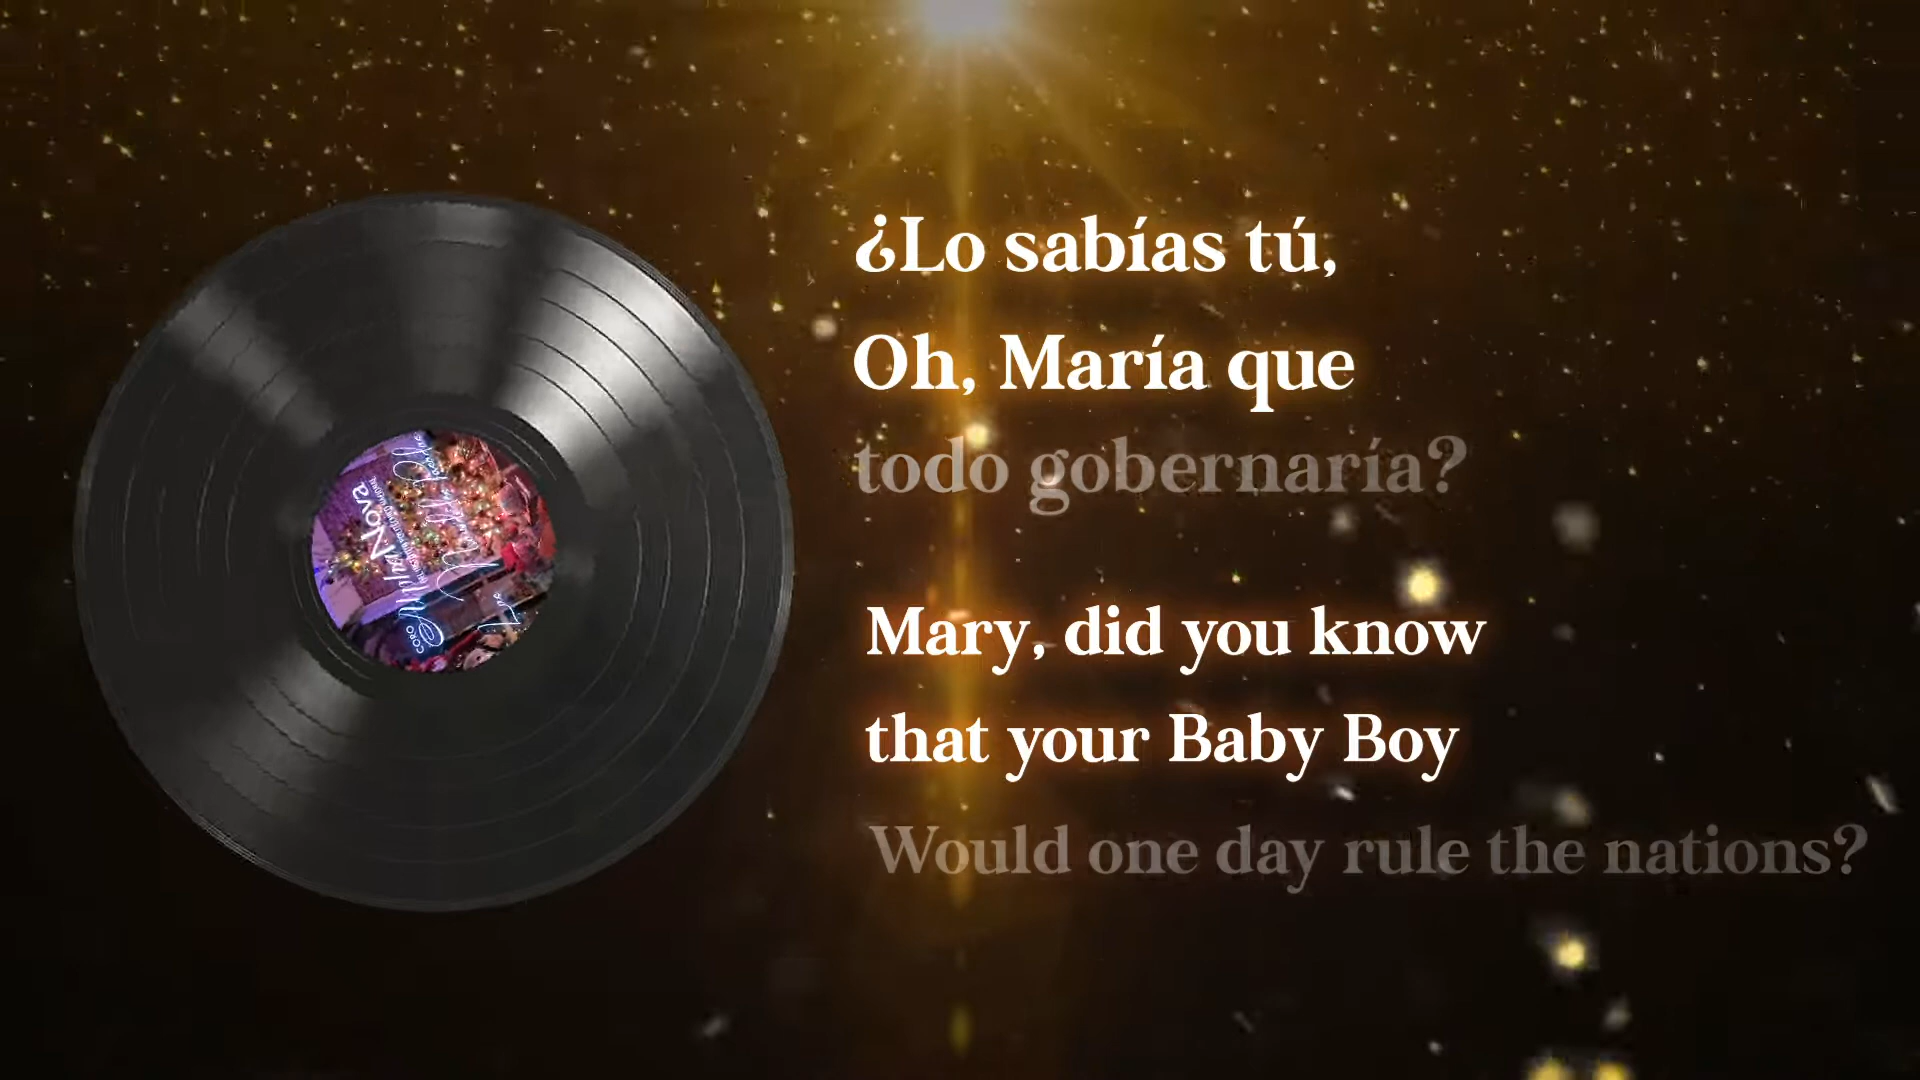 ¿Lo sabías tú,
Oh, María que
todo gobernaría?
Mary, did you know
that your Baby Boy
Would one day rule the nations?
CORO
Nova